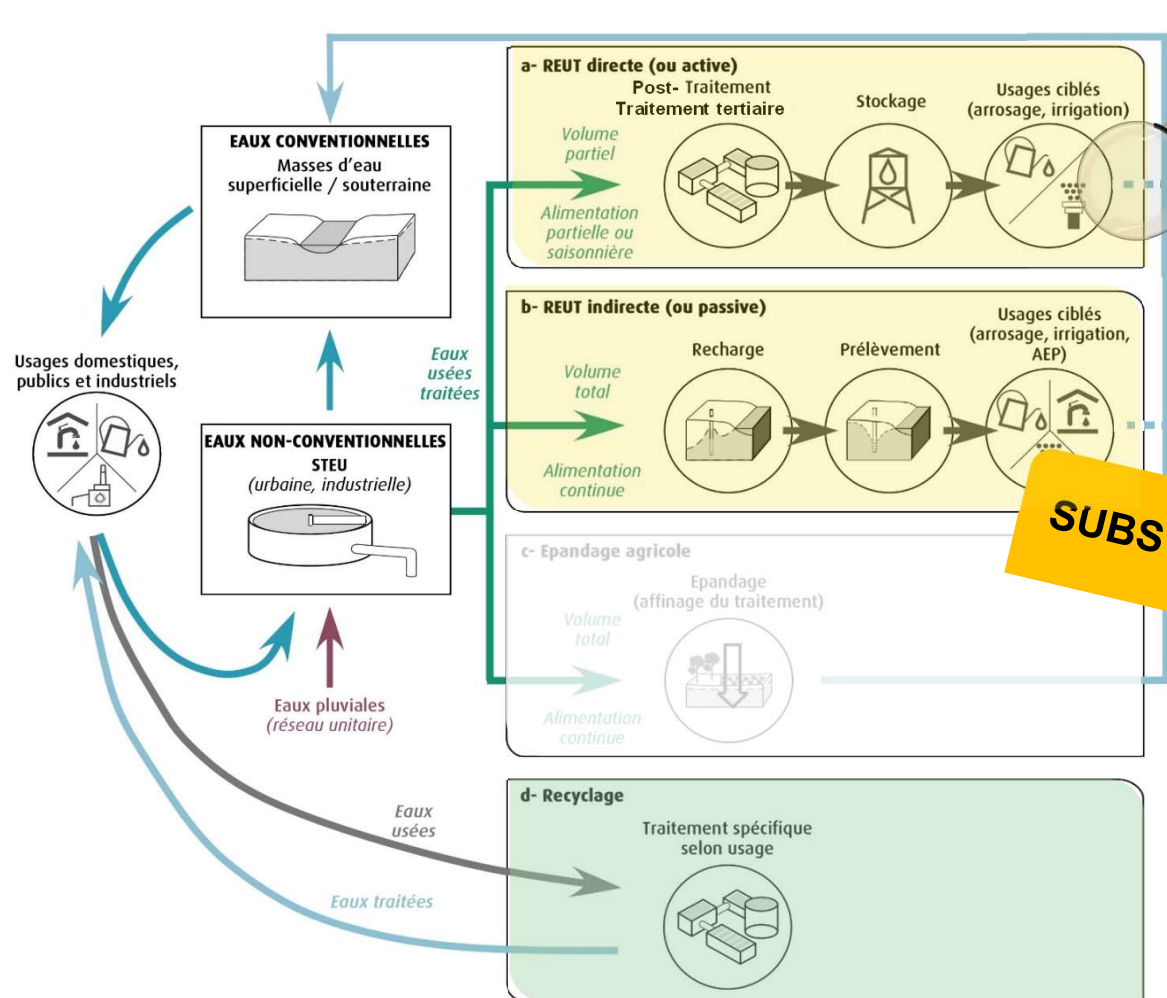 EAUX CONVENTIONNELLES
Masses d'eau
superficielle / souterraine
Usages domestiques,
publics et industriels
EAUX NON-CONVENTIONNELLES
STEU
(urbaine, industrielle)
Eaux pluviales
(réseau unitaire)
Eaux
usées
traitées
a- REUT directe (ou active)
Post- Traitement
Traitement tertiaire
Stockage
Usages ciblés
(arrosage, irrigation)
Volume
partiel
Alimentation
partielle ou
saisonnière
b- REUT indirecte (ou passive)
Recharge
Prélèvement
Usages ciblés
(arrosage, irrigation,
AEP)
Volume
total
Alimentation
continue
SUBS
c- Epandage agricole
Epandage
(affinage du traitement)
Volume
total
Alimentation
continue
d- Recyclage
Traitement spécifique
selon usage
Eaux
usées
Eaux traitées